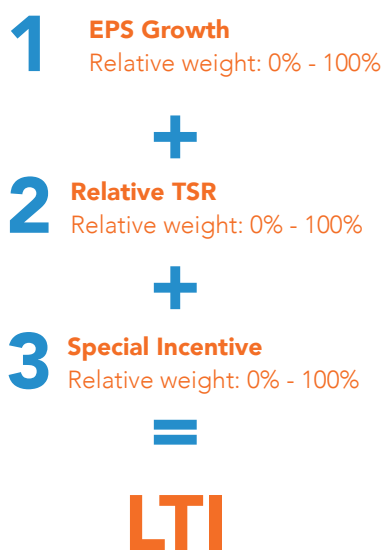 1 EPS Growth
Relative weight: 0% - 100%
+
2 Relative TSR
Relative weight: 0% - 100%
+
3 Special Incentive
Relative weight: 0% - 100%
=
LTI